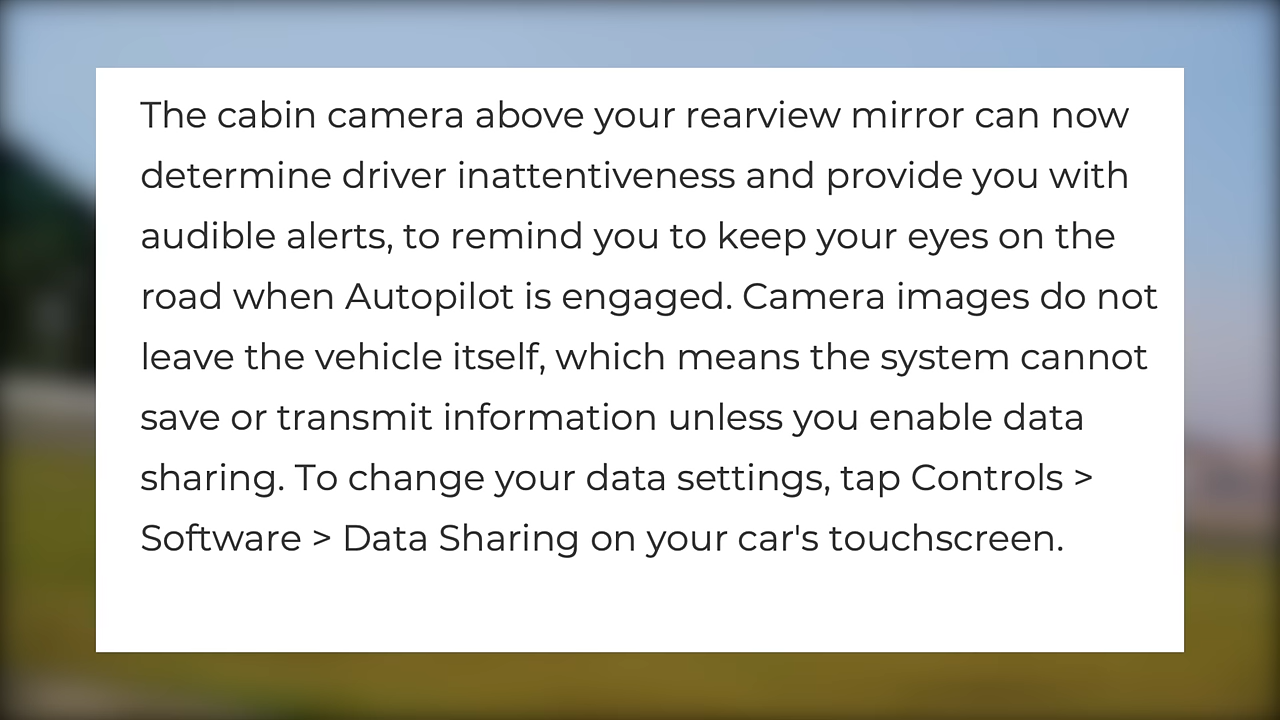 The cabin camera above your rearview mirror can now
determine driver inattentiveness and provide you with
audible alerts, to remind you to keep your eyes on the
road when Autopilot is engaged. Camera images do not
leave the vehicle itself, which means the system cannot
save or transmit information unless you enable data
sharing. To change your data settings, tap Controls >
Software > Data Sharing on your car's touchscreen.